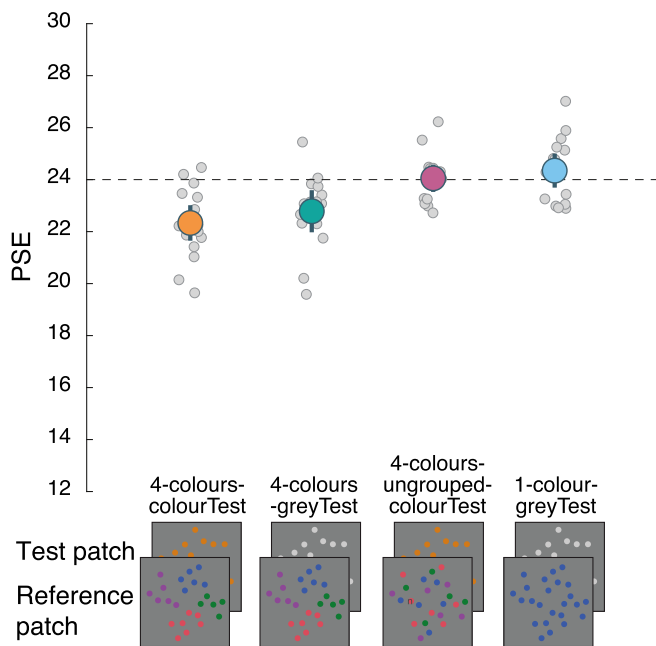 30
28
26
24
22
20
18
16
14
12
PSE
4-colours-
colourTest
4-colours
-greyTest
4-colours-
ungrouped-
colourTest
1-colour-
greyTest
Test patch
Reference
patch